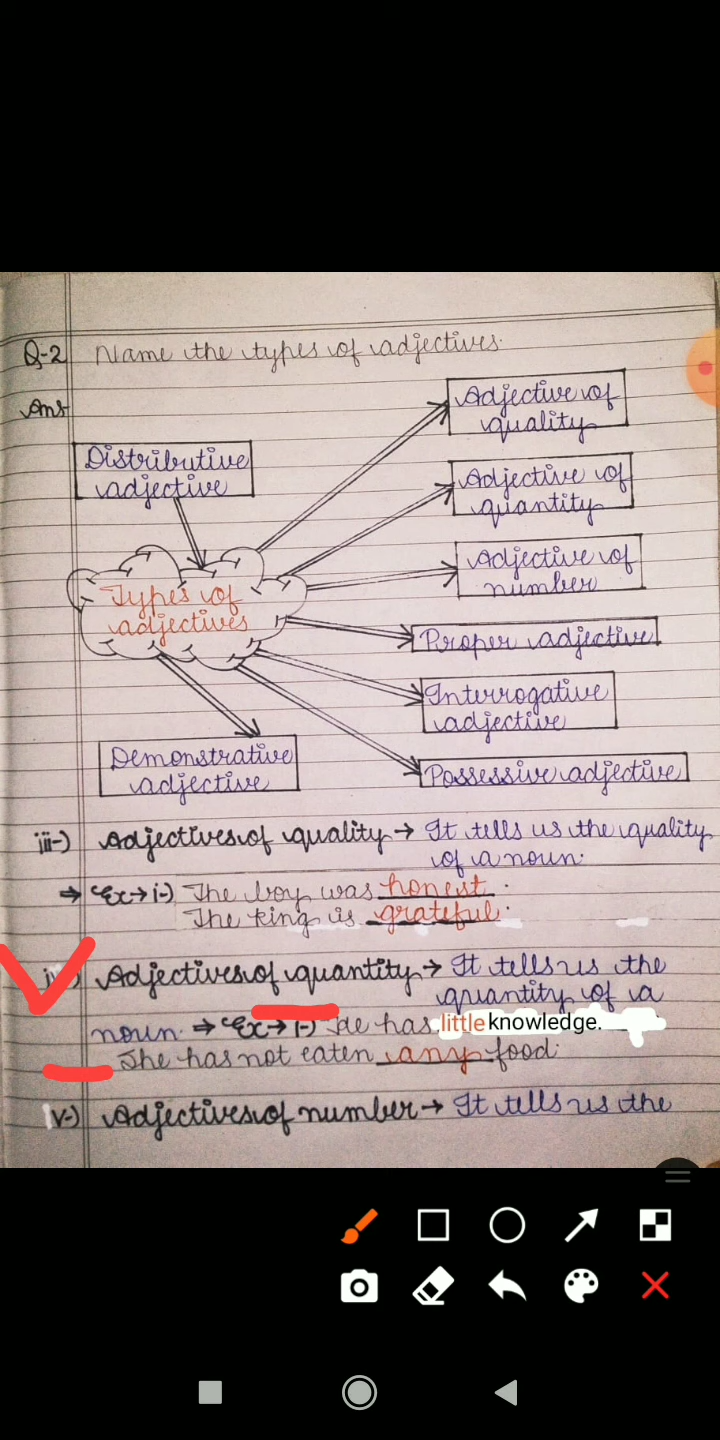 Q-2 Name the types of adjectives.
Ans
Adjective of
quality
Distributive
adjective
Adjective of
quantity
Adjective of
number
Types of
adjectives
Proper adjective
Interrogative
adjective
Demonstrative
adjective
Possessive adjective
iii-) Adjectives of quality → It tells us the quality
of a noun.
⇒ Ex → i-) The boy was honest.
The king is grateful.
iv-) Adjectives of quantity → It tells us the
quantity of a
noun. ⇒ Ex → i-) He has little knowledge.
She has not eaten any food.
v-) Adjectives of number → It tells us the